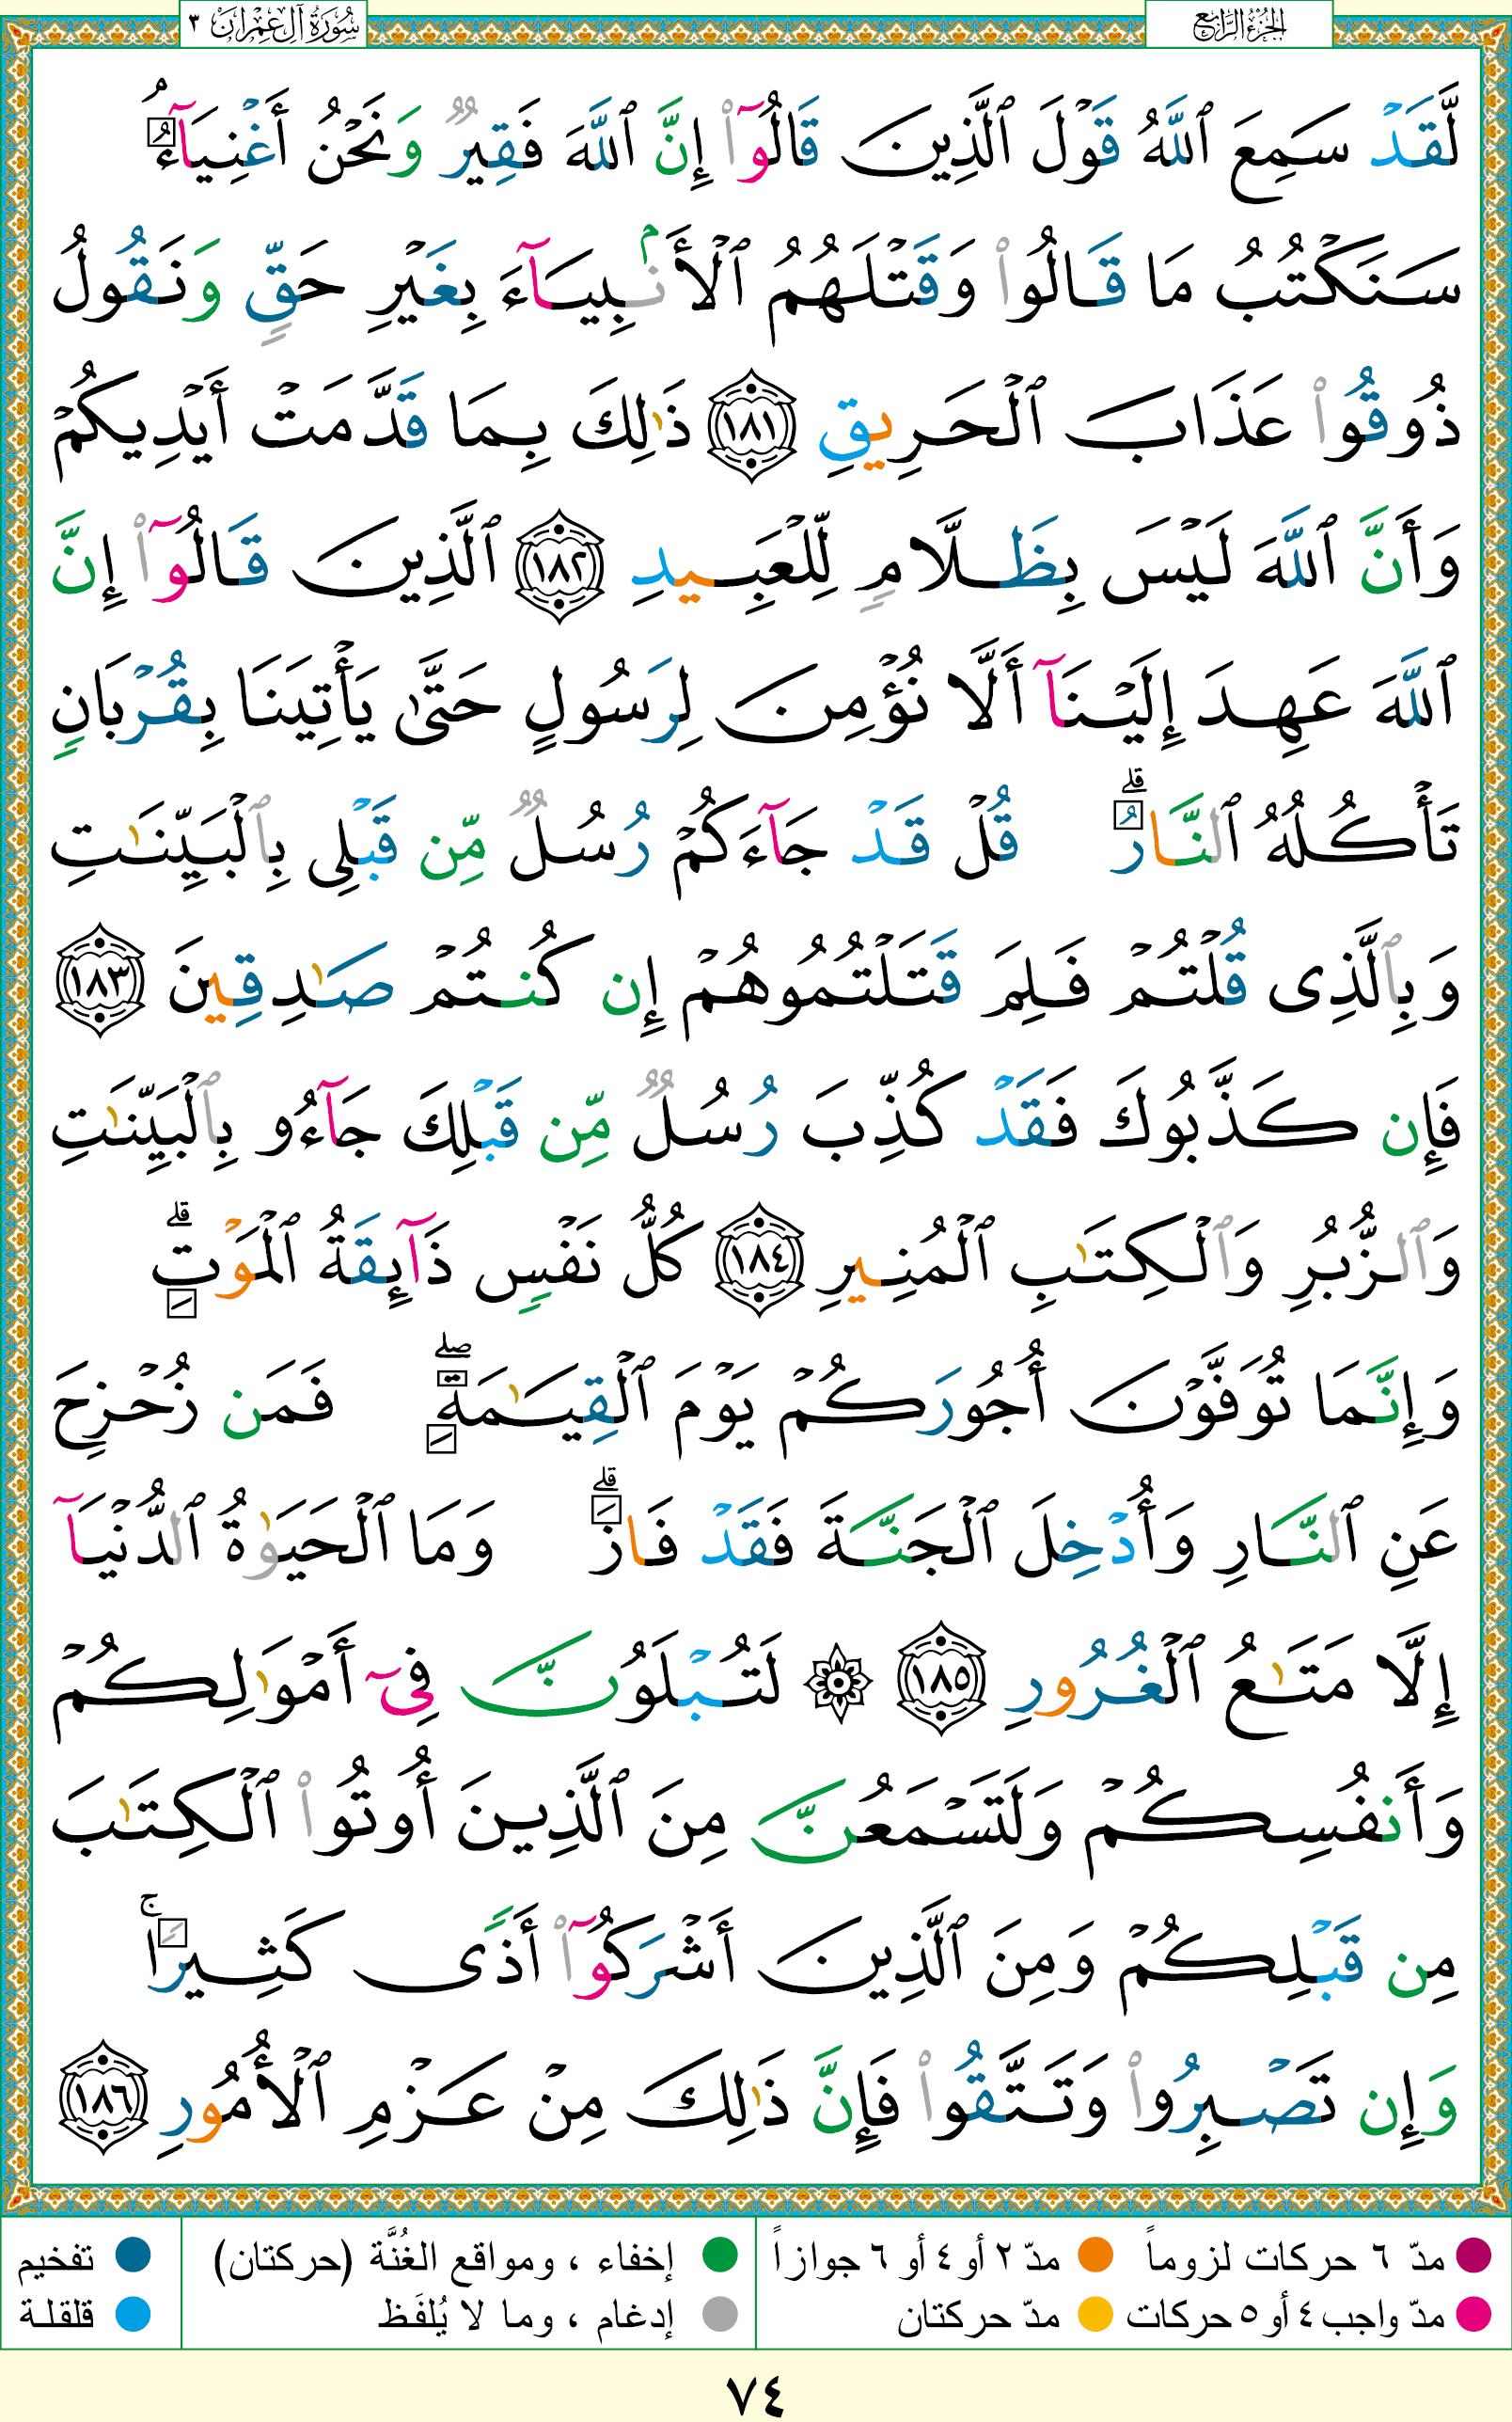 الجزء الرابع
سورة آل عمران ٣
لَّقَدْ سَمِعَ ٱللَّهُ قَوْلَ ٱلَّذِينَ قَالُوٓا۟ إِنَّ ٱللَّهَ فَقِيرٌ وَنَحْنُ أَغْنِيَآءُ ۘ
سَنَكْتُبُ مَا قَالُوا۟ وَقَتْلَهُمُ ٱلْأَنۢبِيَآءَ بِغَيْرِ حَقٍّ وَنَقُولُ
ذُوقُوا۟ عَذَابَ ٱلْحَرِيقِ ١٨١ ذَٰلِكَ بِمَا قَدَّمَتْ أَيْدِيكُمْ
وَأَنَّ ٱللَّهَ لَيْسَ بِظَلَّامٍ لِّلْعَبِيدِ ١٨٢ ٱلَّذِينَ قَالُوٓا۟ إِنَّ
ٱللَّهَ عَهِدَ إِلَيْنَآ أَلَّا نُؤْمِنَ لِرَسُولٍ حَتَّىٰ يَأْتِيَنَا بِقُرْبَانٍ
تَأْكُلُهُ ٱلنَّارُ ۗ قُلْ قَدْ جَآءَكُمْ رُسُلٌ مِّن قَبْلِى بِٱلْبَيِّنَٰتِ
وَبِٱلَّذِى قُلْتُمْ فَلِمَ قَتَلْتُمُوهُمْ إِن كُنتُمْ صَٰدِقِينَ ١٨٣
فَإِن كَذَّبُوكَ فَقَدْ كُذِّبَ رُسُلٌ مِّن قَبْلِكَ جَآءُو بِٱلْبَيِّنَٰتِ
وَٱلزُّبُرِ وَٱلْكِتَٰبِ ٱلْمُنِيرِ ١٨٤ كُلُّ نَفْسٍ ذَآئِقَةُ ٱلْمَوْتِ ۗ
وَإِنَّمَا تُوَفَّوْنَ أُجُورَكُمْ يَوْمَ ٱلْقِيَٰمَةِ ۖ فَمَن زُحْزِحَ
عَنِ ٱلنَّارِ وَأُدْخِلَ ٱلْجَنَّةَ فَقَدْ فَازَ ۗ وَمَا ٱلْحَيَوٰةُ ٱلدُّنْيَآ
إِلَّا مَتَٰعُ ٱلْغُرُورِ ١٨٥ ۞ لَتُبْلَوُنَّ فِىٓ أَمْوَٰلِكُمْ
وَأَنفُسِكُمْ وَلَتَسْمَعُنَّ مِنَ ٱلَّذِينَ أُوتُوا۟ ٱلْكِتَٰبَ
مِن قَبْلِكُمْ وَمِنَ ٱلَّذِينَ أَشْرَكُوٓا۟ أَذًى كَثِيرًا ۚ
وَإِن تَصْبِرُوا۟ وَتَتَّقُوا۟ فَإِنَّ ذَٰلِكَ مِنْ عَزْمِ ٱلْأُمُورِ ١٨٦
مدّ ٦ حركات لزوماً
مدّ ٢ أو ٤ أو ٦ جوازاً
إخفاء ، ومواقع الغُنَّة (حركتان)
تفخيم
مدّ واجب ٤ أو ٥ حركات
مدّ حركتان
إدغام ، وما لا يُلفَظ
قلقلة
٧٤